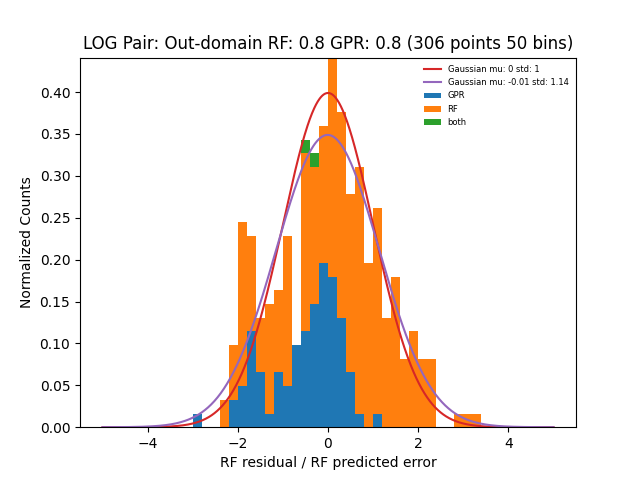 LOG Pair: Out-domain RF: 0.8 GPR: 0.8 (306 points 50 bins)
Gaussian mu: 0 std: 1
Gaussian mu: -0.01 std: 1.14
GPR
RF
both
Normalized Counts
0.40
0.35
0.30
0.25
0.20
0.15
0.10
0.05
0.00
−4 −2 0 2 4
RF residual / RF predicted error